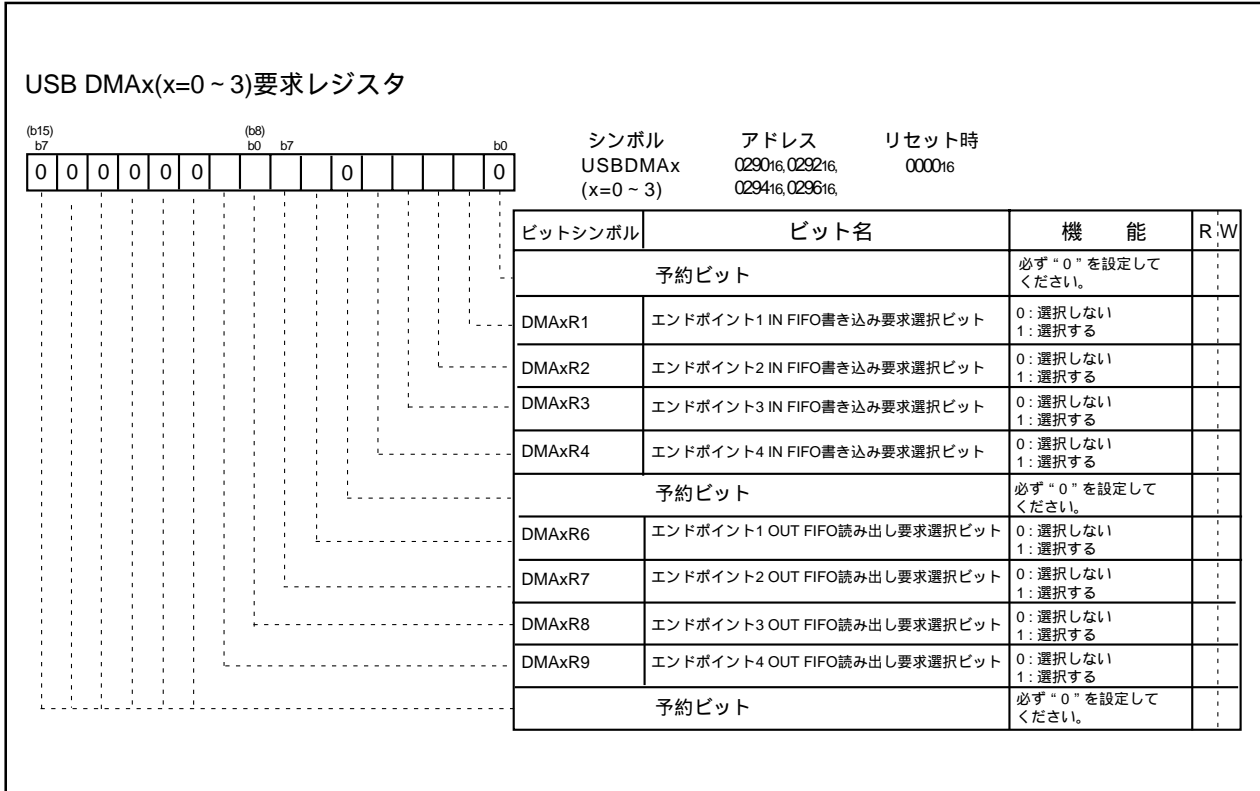 USB DMAx(x=0 ~ 3)要求レジスタ
(b15) (b8)
b7 b0 b7 b0
0 0 0 0 0 0 0 0
シンボル アドレス リセット時
USBDMAx 029016, 029216, 000016
(x=0 ~ 3) 029416, 029616,
ビットシンボル ビット名 機 能 R W
予約ビット 必ず“0”を設定して
ください。
DMAxR1 エンドポイント1 IN FIFO書き込み要求選択ビット 0 : 選択しない
1 : 選択する
DMAxR2 エンドポイント2 IN FIFO書き込み要求選択ビット 0 : 選択しない
1 : 選択する
DMAxR3 エンドポイント3 IN FIFO書き込み要求選択ビット 0 : 選択しない
1 : 選択する
DMAxR4 エンドポイント4 IN FIFO書き込み要求選択ビット 0 : 選択しない
1 : 選択する
予約ビット 必ず“0”を設定して
ください。
DMAxR6 エンドポイント1 OUT FIFO読み出し要求選択ビット 0 : 選択しない
1 : 選択する
DMAxR7 エンドポイント2 OUT FIFO読み出し要求選択ビット 0 : 選択しない
1 : 選択する
DMAxR8 エンドポイント3 OUT FIFO読み出し要求選択ビット 0 : 選択しない
1 : 選択する
DMAxR9 エンドポイント4 OUT FIFO読み出し要求選択ビット 0 : 選択しない
1 : 選択する
予約ビット 必ず“0”を設定して
ください。